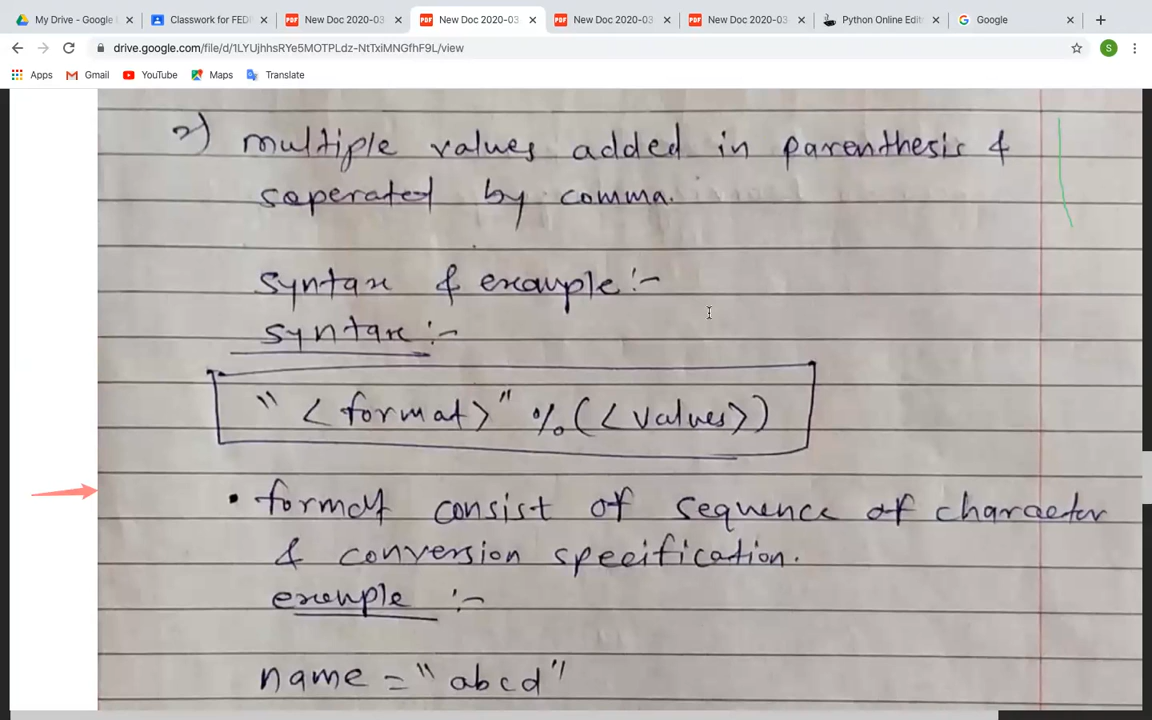 My Drive - Google
Classwork for FEDI
New Doc 2020-03
New Doc 2020-03
New Doc 2020-03
New Doc 2020-03
Python Online Edit
Google
drive.google.com/file/d/1LYUjhhsRYe5MOTPLdz-NtTxiMNGfhF9L/view
S
Apps
Gmail
YouTube
Maps
Translate
2) multiple values added in parenthesis &
seperated by comma.
syntax & example :-
syntax :-
"<format>" %(<values>)
• format consist of sequence of character
& conversion specification.
example :-
name = "abcd"